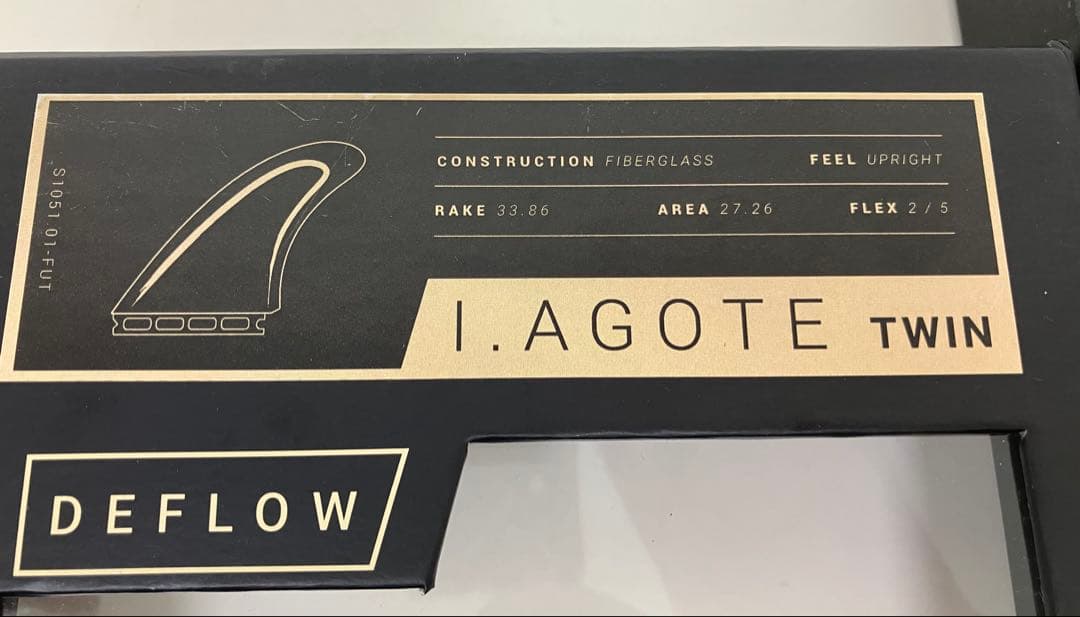 S1051.01-FUT
CONSTRUCTION FIBERGLASS FEEL UPRIGHT
RAKE 33.86 AREA 27.26 FLEX 2/5
I.AGOTE TWIN
DEFLOW